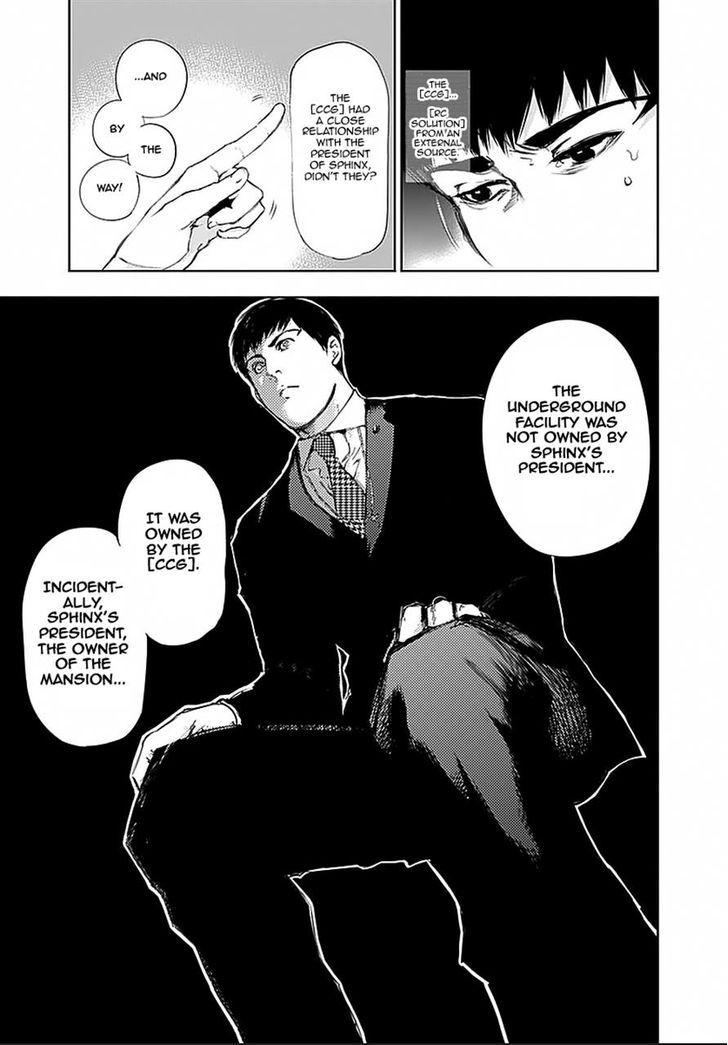 THE
[CCG]...
[RC
SOLUTION]
FROM AN
EXTERNAL
SOURCE.
THE
[CCG] HAD
A CLOSE
RELATIONSHIP
WITH THE
PRESIDENT
OF SPHINX,
DIDN'T THEY?
...AND
BY
THE
WAY!
THE
UNDERGROUND
FACILITY WAS
NOT OWNED BY
SPHINX'S
PRESIDENT...
IT WAS
OWNED
BY THE
[CCG].
INCIDENT-
ALLY,
SPHINX'S
PRESIDENT,
THE OWNER
OF THE
MANSION...